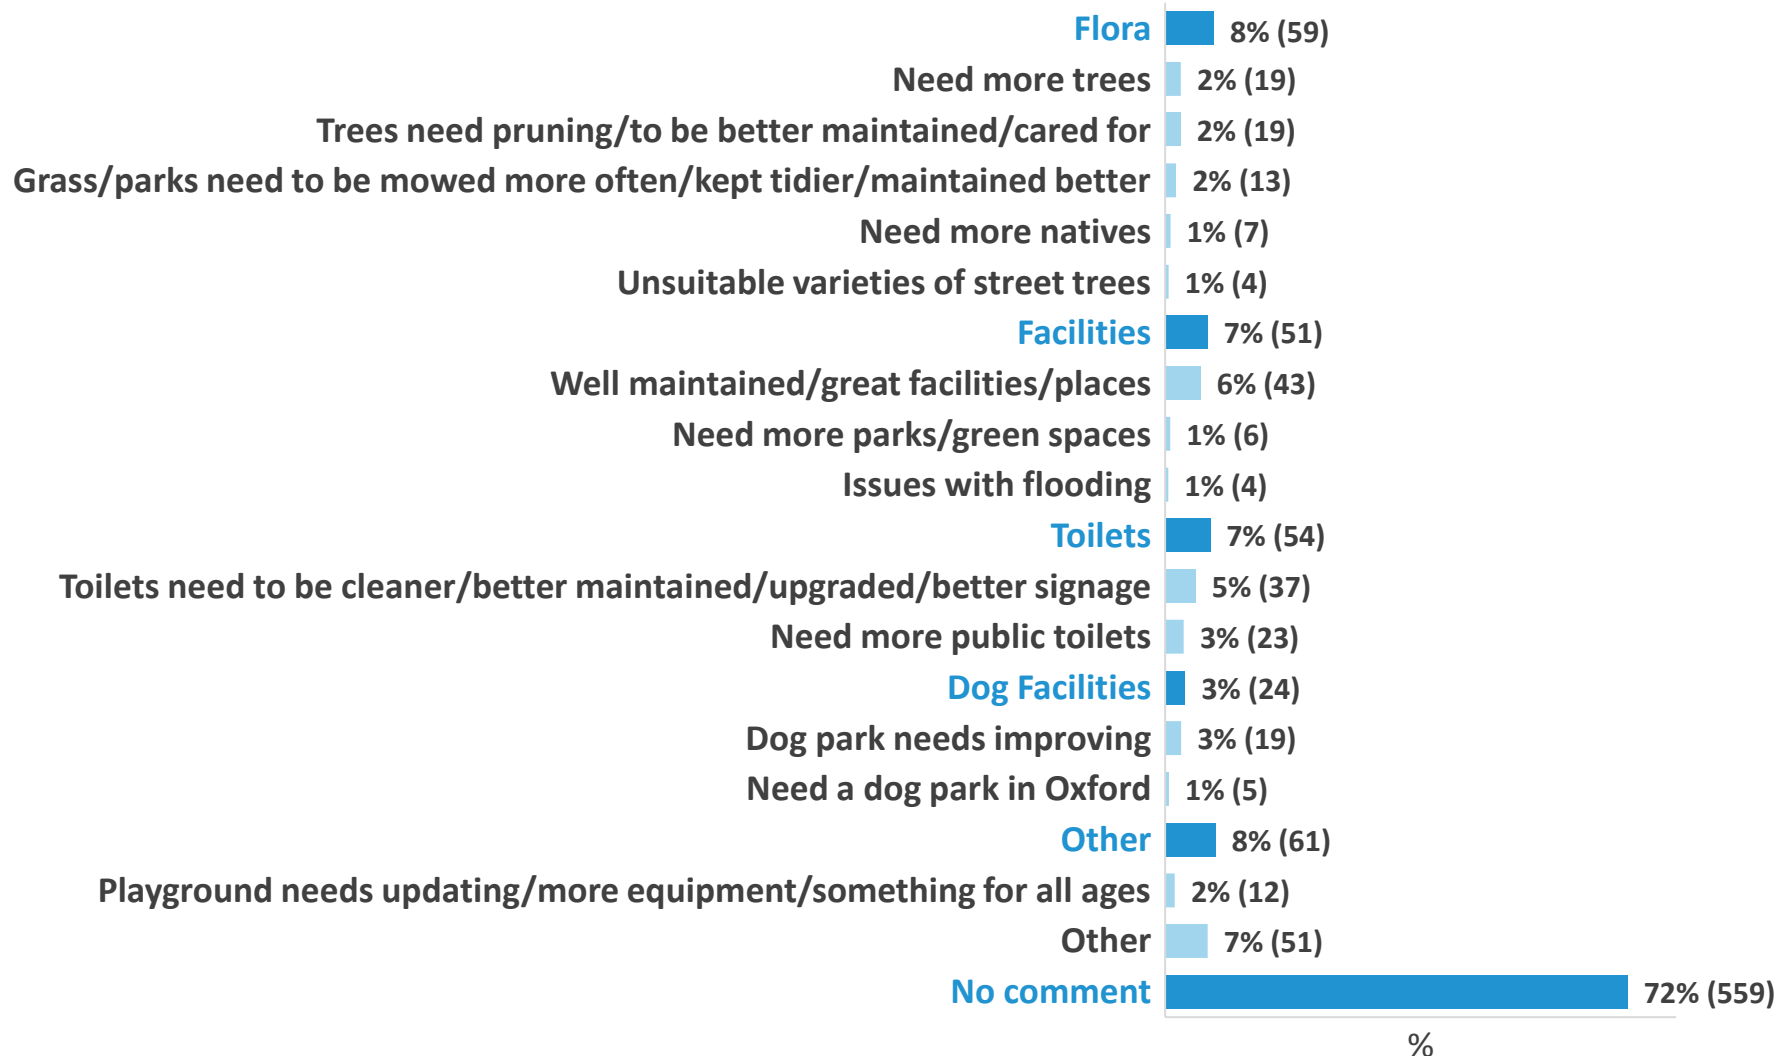 Flora 8% (59)
Need more trees 2% (19)
Trees need pruning/to be better maintained/cared for 2% (19)
Grass/parks need to be mowed more often/kept tidier/maintained better 2% (13)
Need more natives 1% (7)
Unsuitable varieties of street trees 1% (4)
Facilities 7% (51)
Well maintained/great facilities/places 6% (43)
Need more parks/green spaces 1% (6)
Issues with flooding 1% (4)
Toilets 7% (54)
Toilets need to be cleaner/better maintained/upgraded/better signage 5% (37)
Need more public toilets 3% (23)
Dog Facilities 3% (24)
Dog park needs improving 3% (19)
Need a dog park in Oxford 1% (5)
Other 8% (61)
Playground needs updating/more equipment/something for all ages 2% (12)
Other 7% (51)
No comment 72% (559)
%